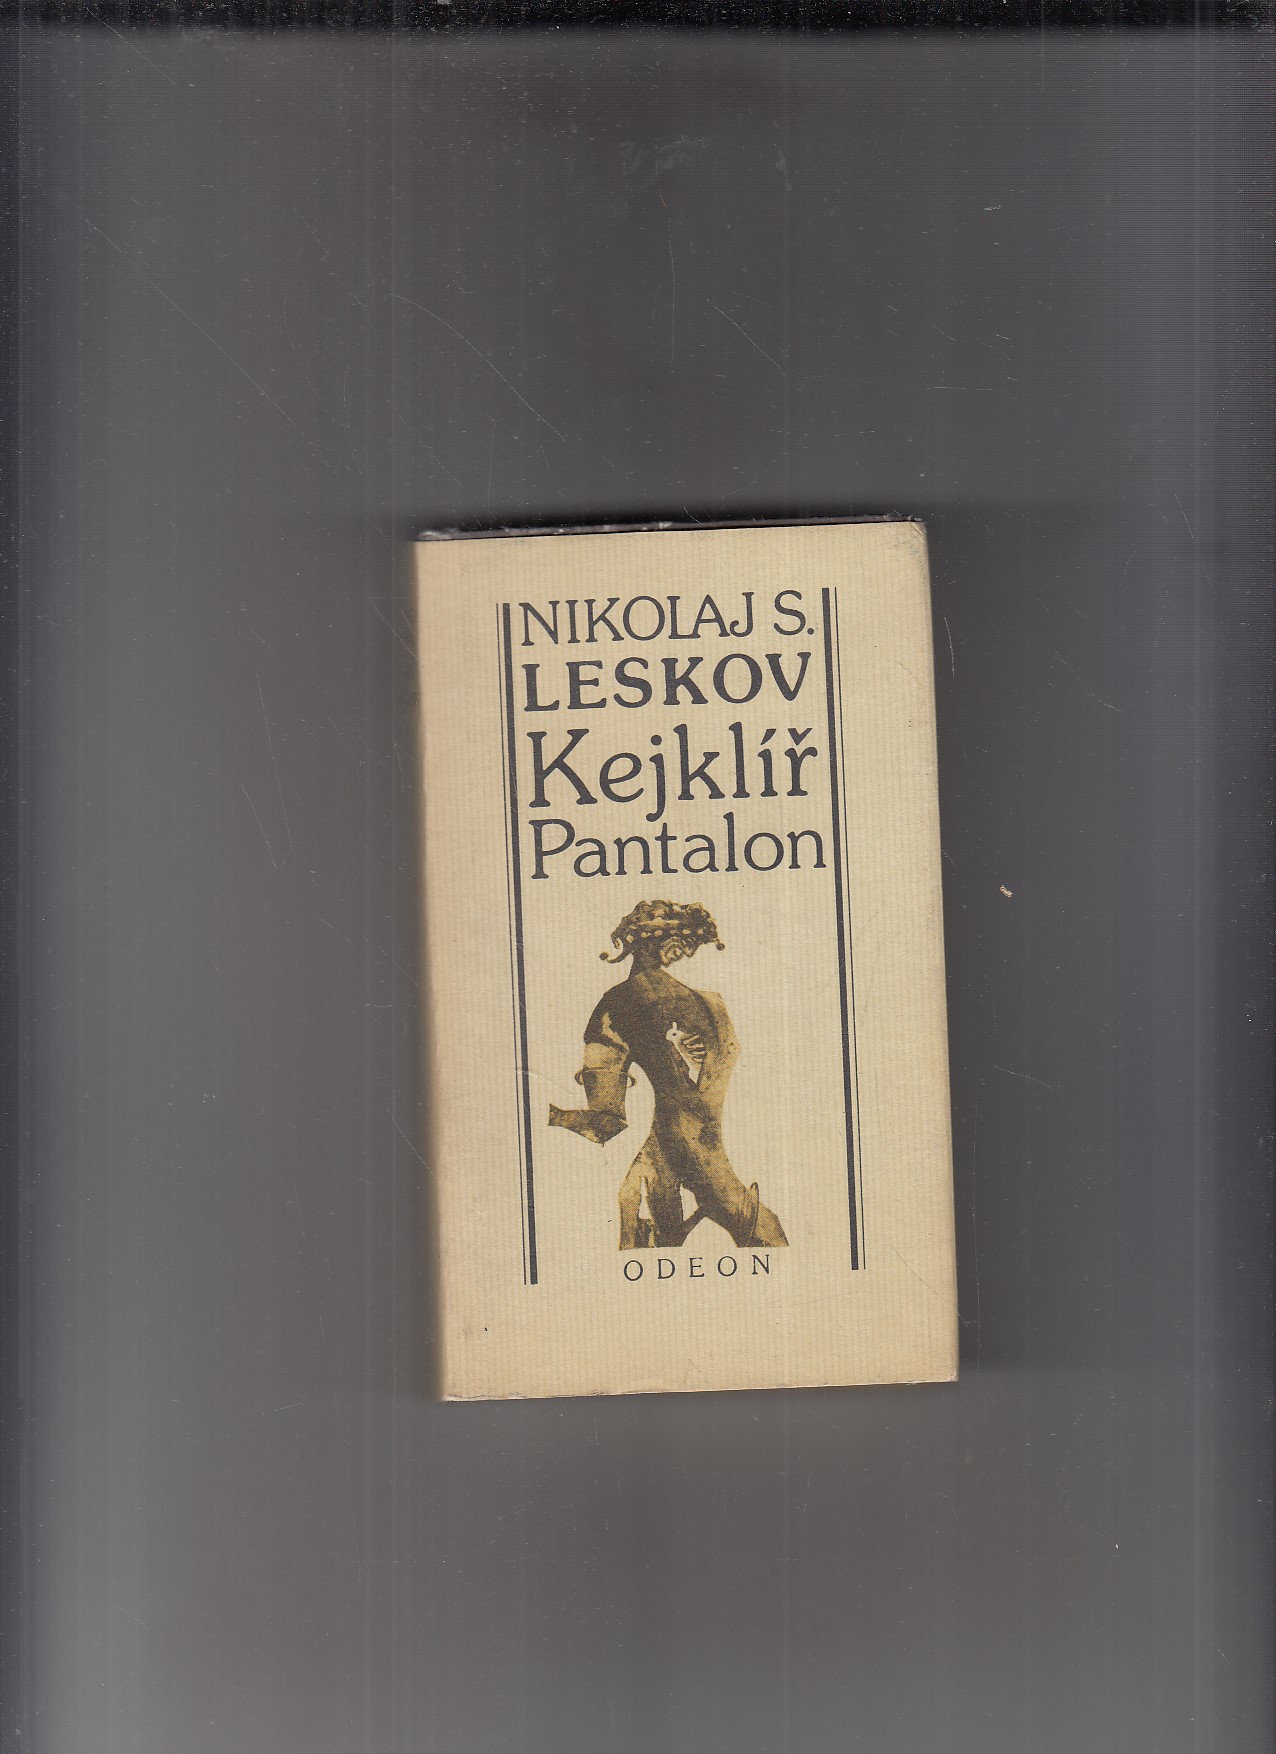 NIKOLAJ S.
LESKOV
Kejklíř
Pantalon
ODEON